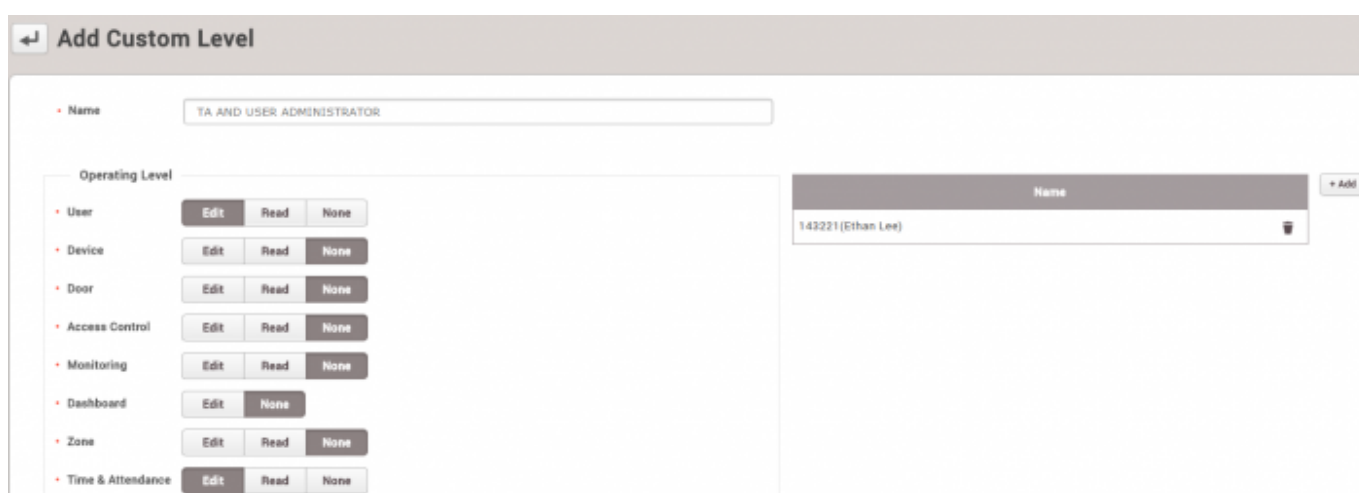 Add Custom Level
• Name
TA AND USER ADMINISTRATOR
Operating Level
• User Edit Read None
• Device Edit Read None
• Door Edit Read None
• Access Control Edit Read None
• Monitoring Edit Read None
• Dashboard Edit None
• Zone Edit Read None
• Time & Attendance Edit Read None
Name
+ Add
143221(Ethan Lee)